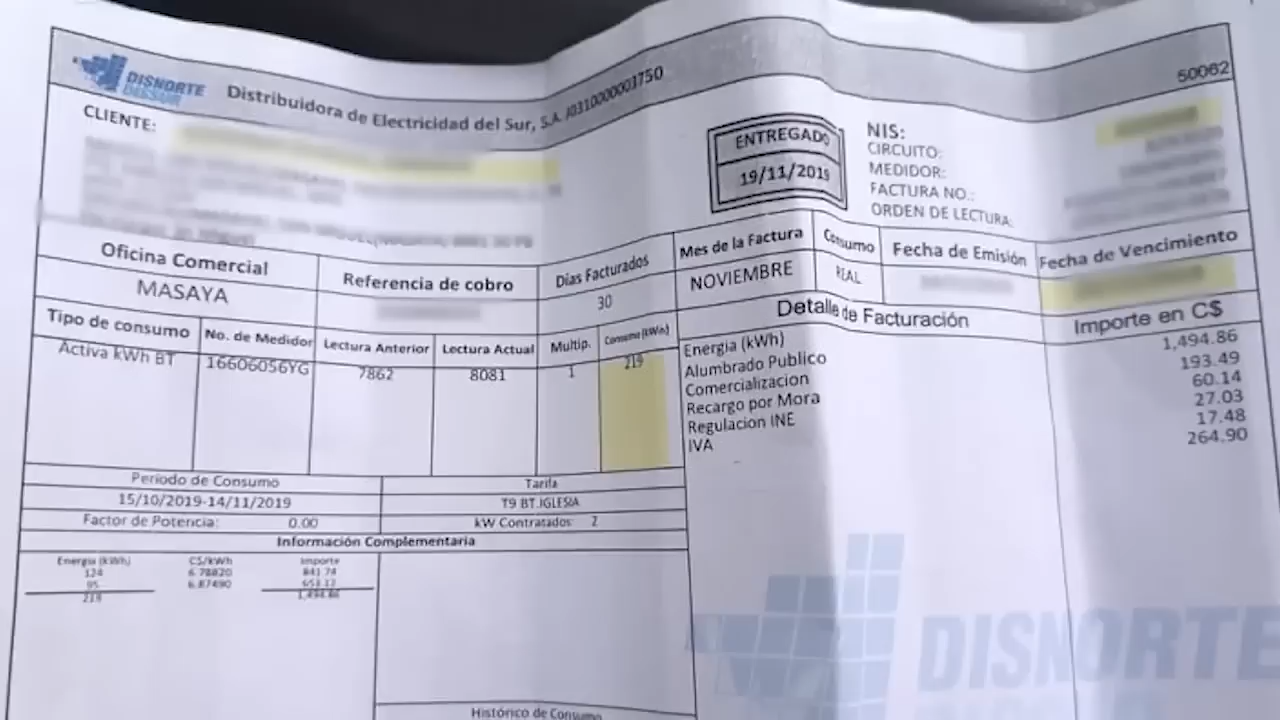 DISNORTE
DISSUR
Distribuidora de Electricidad del Sur, S.A. J0310000003750
50062
CLIENTE:
ENTREGADO
19/11/2019
NIS:
CIRCUITO:
MEDIDOR:
FACTURA NO.:
ORDEN DE LECTURA:
Oficina Comercial
Referencia de cobro
Días Facturados
Mes de la Factura
Consumo
Fecha de Emisión
Fecha de Vencimiento
MASAYA
30
NOVIEMBRE
REAL
Tipo de consumo
No. de Medidor
Lectura Anterior
Lectura Actual
Multip.
Consumo (kWh)
Activa kWh BT
16606056YG
7862
8081
1
219
Detalle de Facturación
Importe en C$
Energia (kWh) 1,494.86
Alumbrado Publico 193.49
Comercializacion 60.14
Recargo por Mora 27.03
Regulacion INE 17.48
IVA 264.90
Periodo de Consumo
Tarifa
15/10/2019-14/11/2019
T9 BT.IGLESIA
Factor de Potencia: 0.00
kW Contratados: 2
Información Complementaria
Energia (kWh) C$/kWh Importe
124 6.78820 841.74
95 6.87490 653.12
219 1,494.86
DISNORTE
Histórico de Consumo